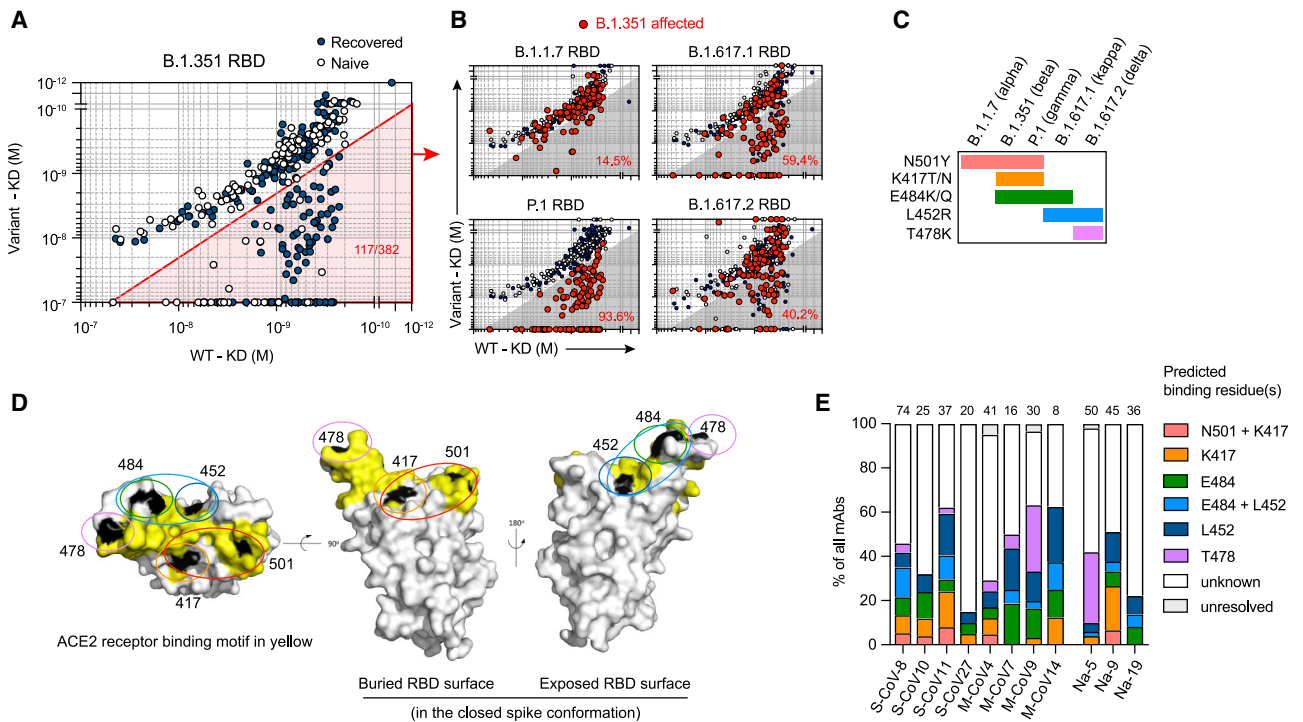 A
B.1.351 RBD
Recovered
Naive
Variant - KD (M)
10-12
10-10
10-9
10-8
10-7
117/382
10-7
10-8
10-9
10-10
10-12
WT - KD (M)
B
B.1.351 affected
B.1.1.7 RBD
B.1.617.1 RBD
14.5%
59.4%
P.1 RBD
B.1.617.2 RBD
93.6%
40.2%
Variant - KD (M)
WT - KD (M)
C
B.1.1.7 (alpha)
B.1.351 (beta)
P.1 (gamma)
B.1.617.1 (kappa)
B.1.617.2 (delta)
N501Y
K417T/N
E484K/Q
L452R
T478K
D
484
452
478
501
417
90°
478
417
501
180°
484
452
478
ACE2 receptor binding motif in yellow
Buried RBD surface
Exposed RBD surface
(in the closed spike conformation)
E
% of all mAbs
100
80
60
40
20
0
74 25 37 20 41 16 30 8 50 45 36
S-CoV-8
S-CoV10
S-CoV11
S-CoV27
M-CoV4
M-CoV7
M-CoV9
M-CoV14
Na-5
Na-9
Na-19
Predicted
binding residue(s)
N501 + K417
K417
E484
E484 + L452
L452
T478
unknown
unresolved